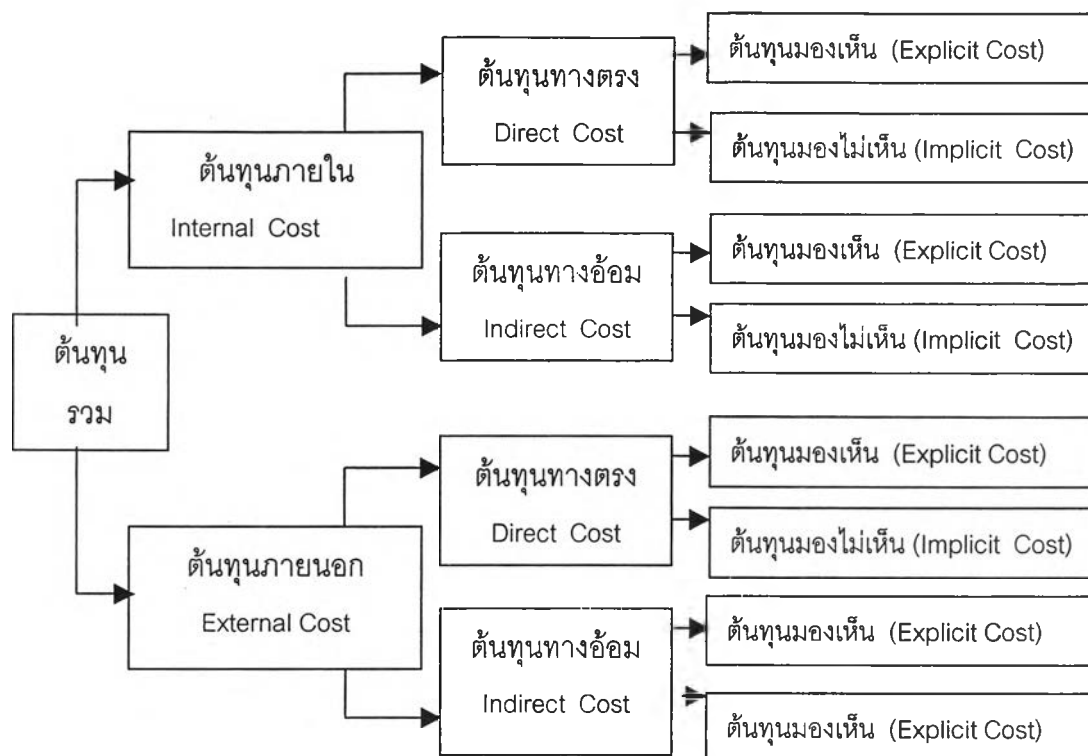 ต้นทุน
รวม
ต้นทุนภายใน
Internal Cost
ต้นทุนทางตรง
Direct Cost
ต้นทุนมองเห็น (Explicit Cost)
ต้นทุนมองไม่เห็น (Implicit Cost)
ต้นทุนทางอ้อม
Indirect Cost
ต้นทุนมองเห็น (Explicit Cost)
ต้นทุนมองไม่เห็น (Implicit Cost)
ต้นทุนภายนอก
External Cost
ต้นทุนทางตรง
Direct Cost
ต้นทุนมองเห็น (Explicit Cost)
ต้นทุนมองไม่เห็น (Implicit Cost)
ต้นทุนทางอ้อม
Indirect Cost
ต้นทุนมองเห็น (Explicit Cost)
ต้นทุนมองเห็น (Explicit Cost)